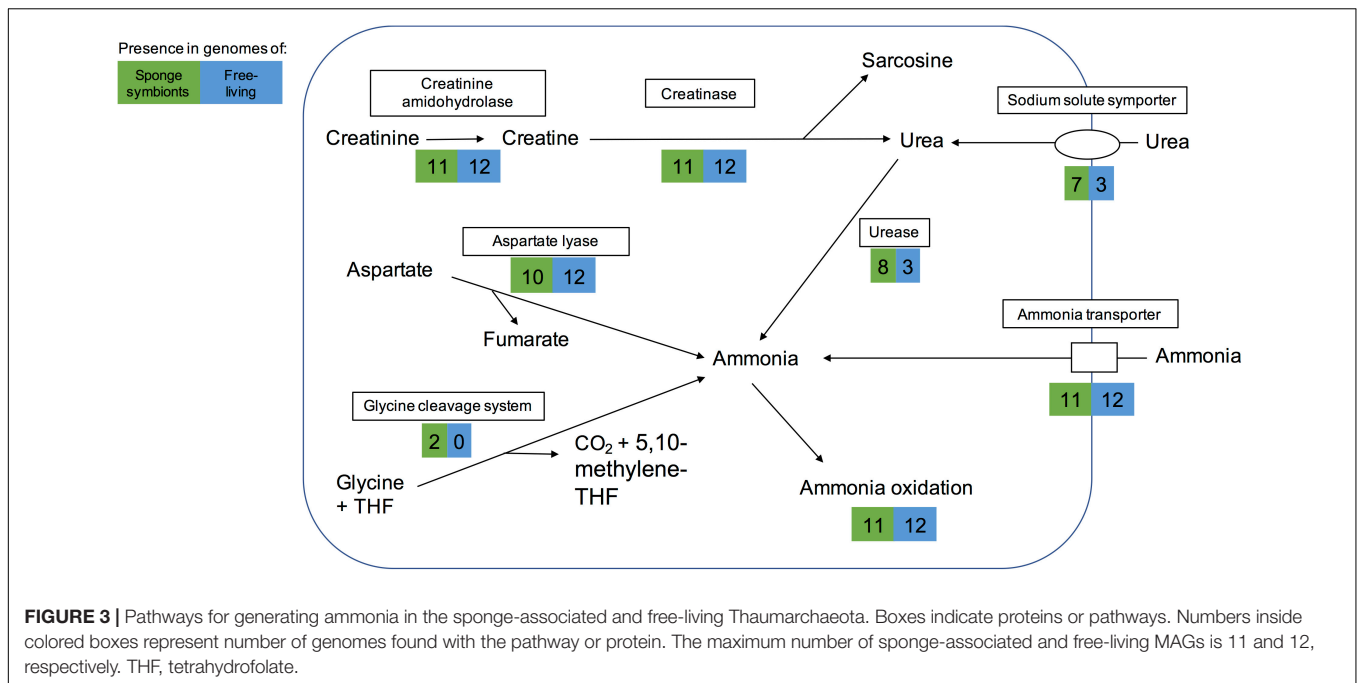 Presence in genomes of:
Sponge
symbionts
Free-
living
Creatinine
amidohydrolase
Creatinase
Sarcosine
Sodium solute symporter
Creatinine
Creatine
Urea
Urea
11 12
11 12
7 3
Aspartate lyase
Urease
10 12
8 3
Aspartate
Fumarate
Ammonia transporter
Ammonia
Ammonia
11 12
Glycine cleavage system
2 0
CO₂ + 5,10-
methylene-
THF
Glycine
+ THF
Ammonia oxidation
11 12
FIGURE 3 | Pathways for generating ammonia in the sponge-associated and free-living Thaumarchaeota. Boxes indicate proteins or pathways. Numbers inside
colored boxes represent number of genomes found with the pathway or protein. The maximum number of sponge-associated and free-living MAGs is 11 and 12,
respectively. THF, tetrahydrofolate.